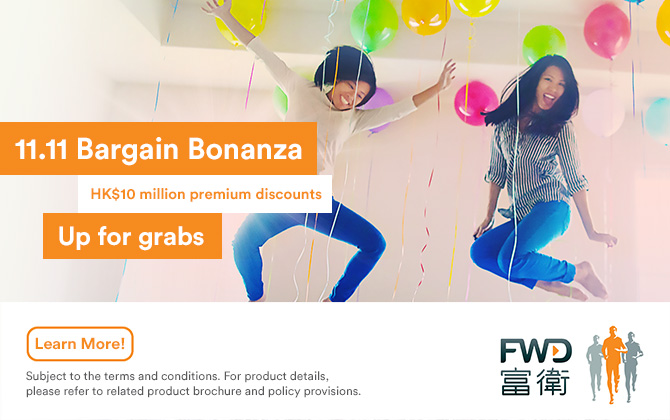 11.11 Bargain Bonanza
HK$10 million premium discounts
Up for grabs
Learn More!
Subject to the terms and conditions. For product details,
please refer to related product brochure and policy provisions.
FWD
富衛